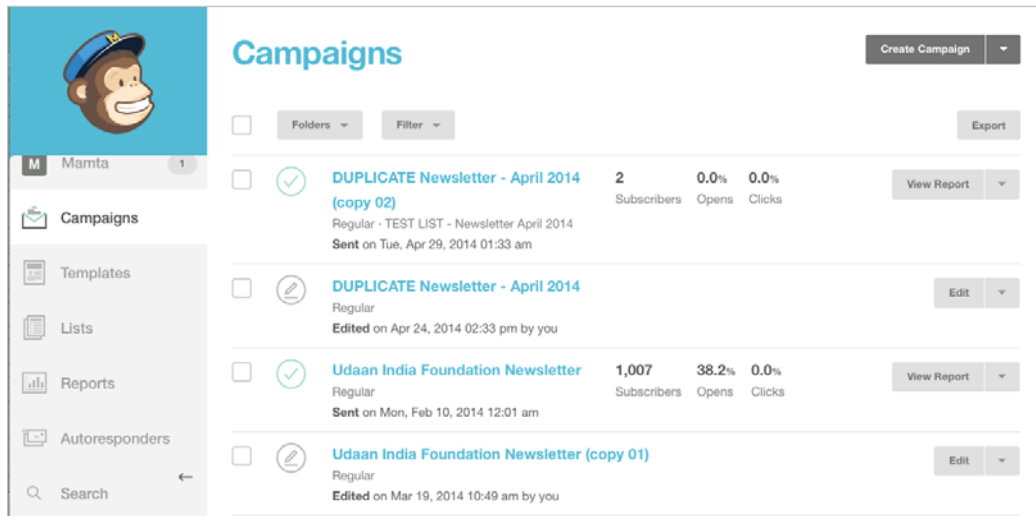 Campaigns
Create Campaign
Folders
Filter
Export
M Mamta 1
Campaigns
Templates
Lists
Reports
Autoresponders
Search
DUPLICATE Newsletter - April 2014
(copy 02)
Regular · TEST LIST - Newsletter April 2014
Sent on Tue, Apr 29, 2014 01:33 am
2 0.0% 0.0%
Subscribers Opens Clicks
View Report
DUPLICATE Newsletter - April 2014
Regular
Edited on Apr 24, 2014 02:33 pm by you
Edit
Udaan India Foundation Newsletter
Regular
Sent on Mon, Feb 10, 2014 12:01 am
1,007 38.2% 0.0%
Subscribers Opens Clicks
View Report
Udaan India Foundation Newsletter (copy 01)
Regular
Edited on Mar 19, 2014 10:49 am by you
Edit